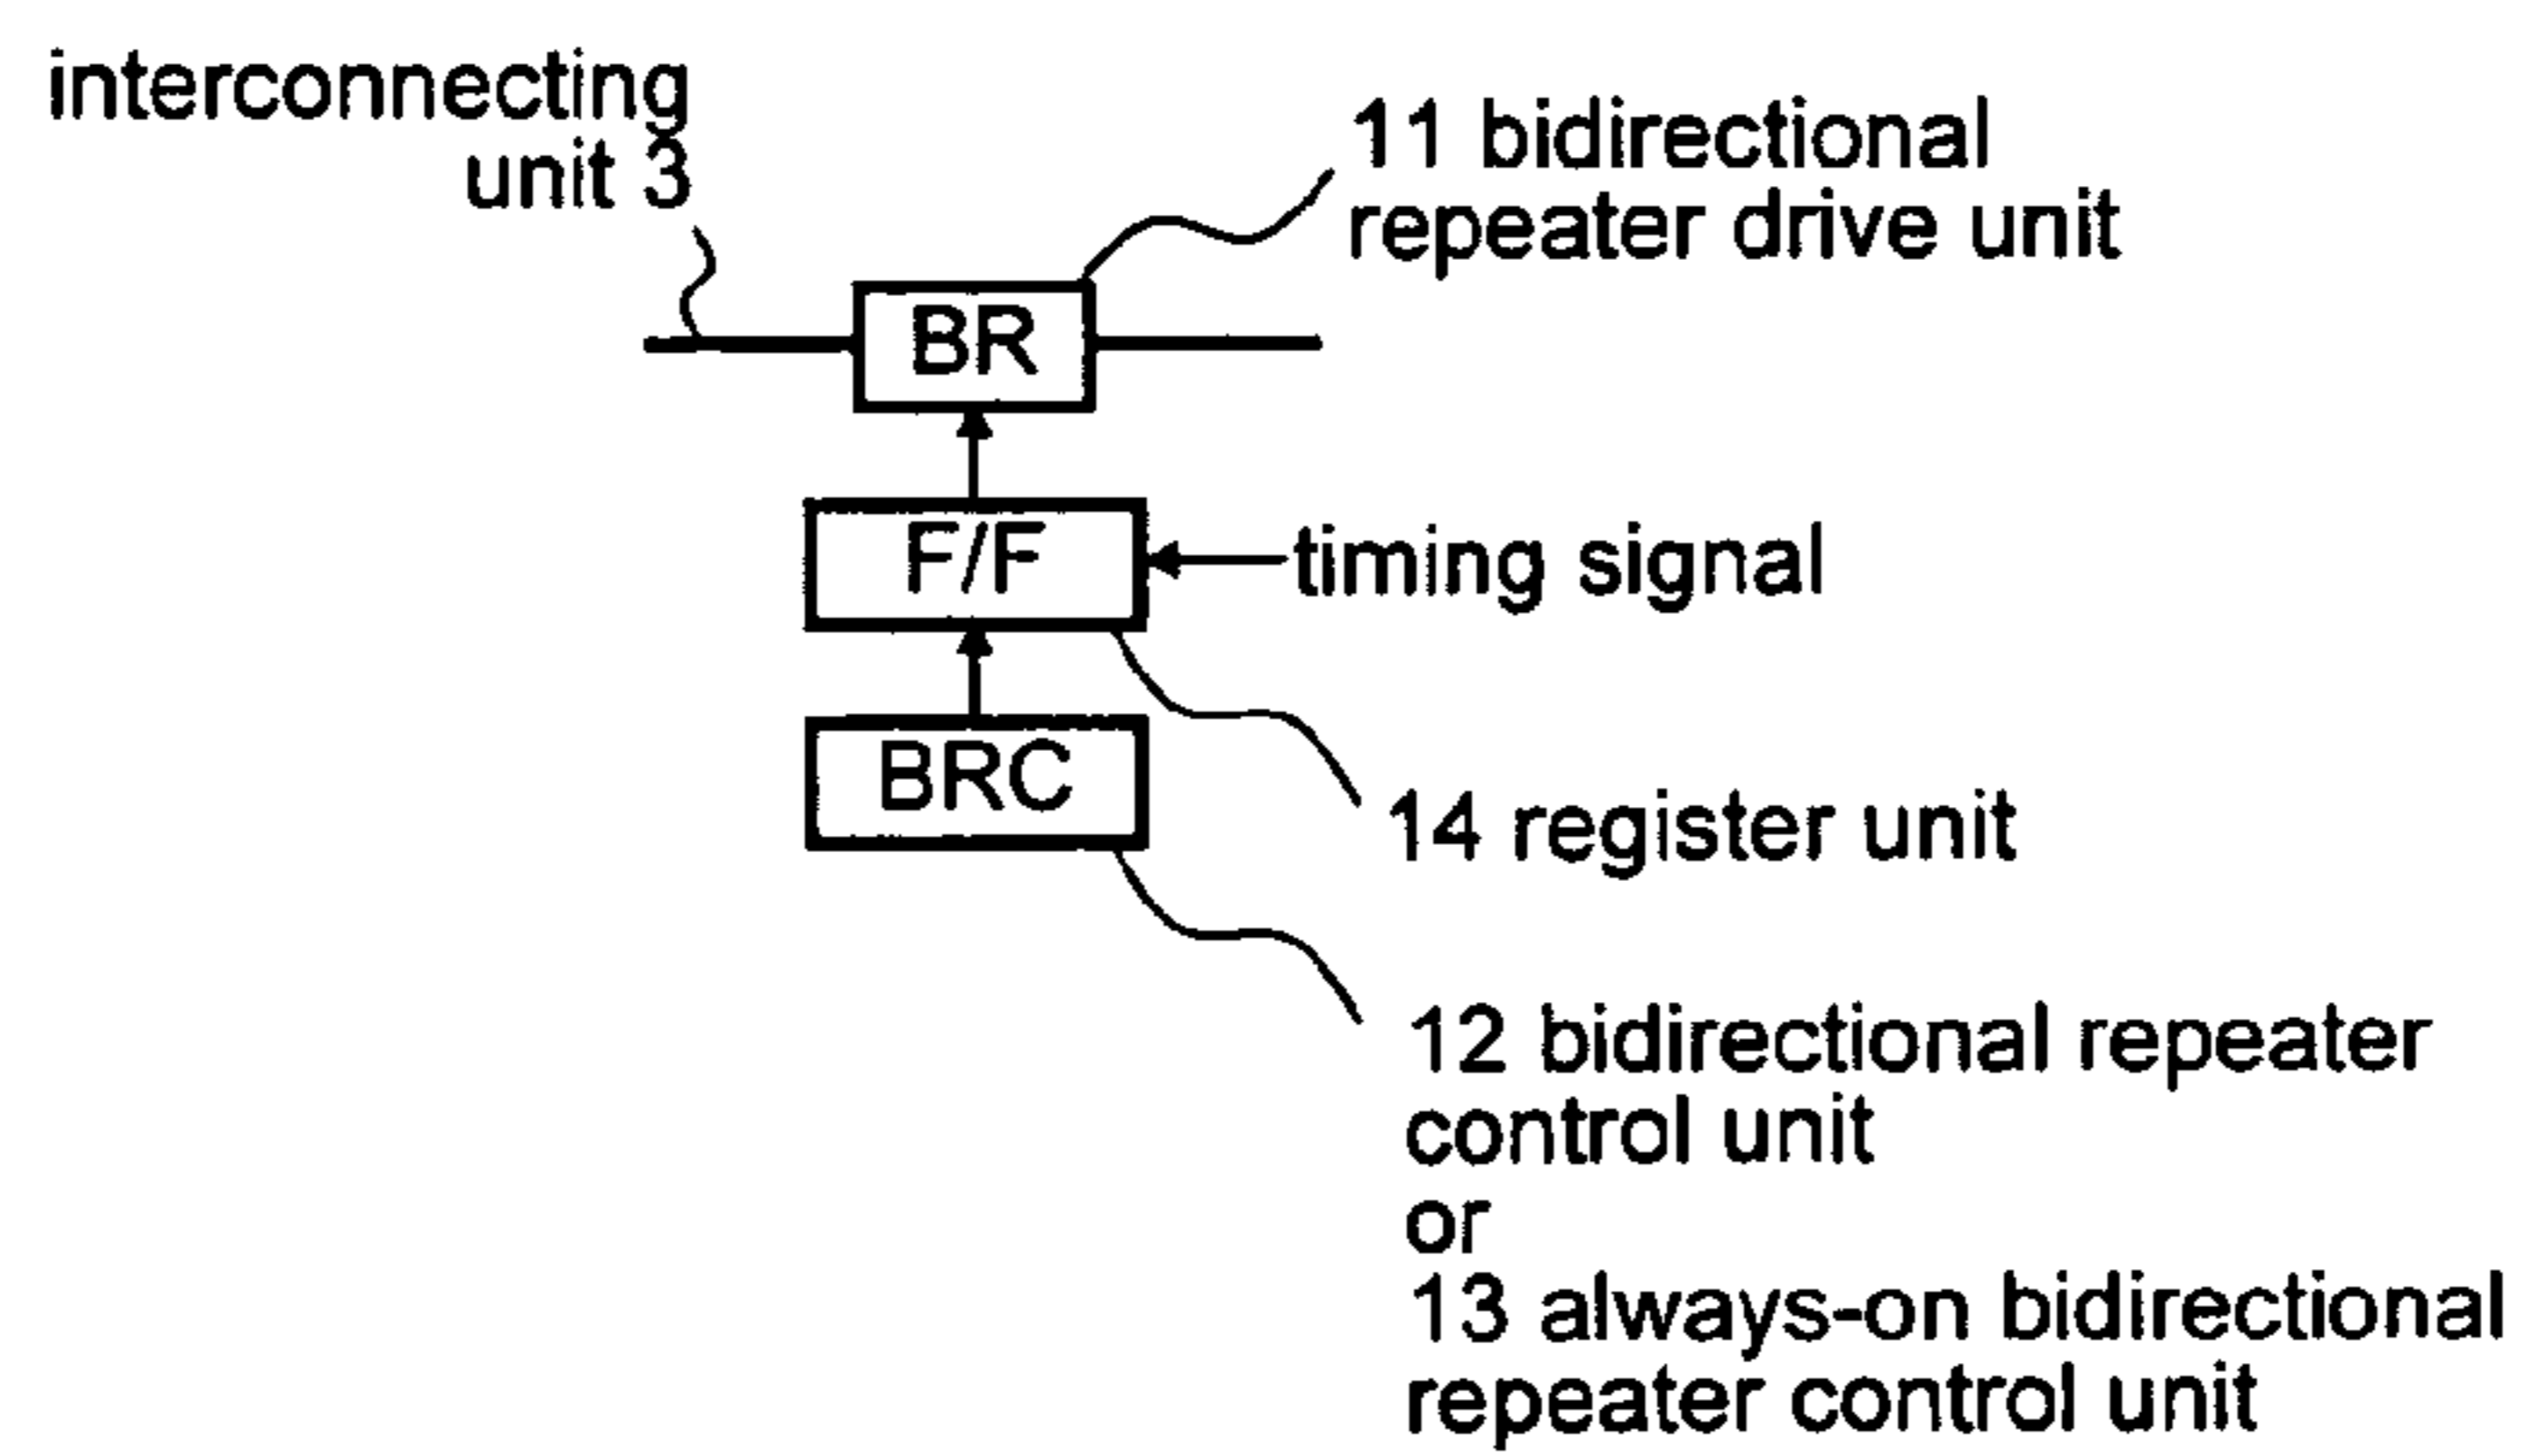 interconnecting
unit 3
11 bidirectional
repeater drive unit
BR
F/F
timing signal
BRC
14 register unit
12 bidirectional repeater
control unit
or
13 always-on bidirectional
repeater control unit